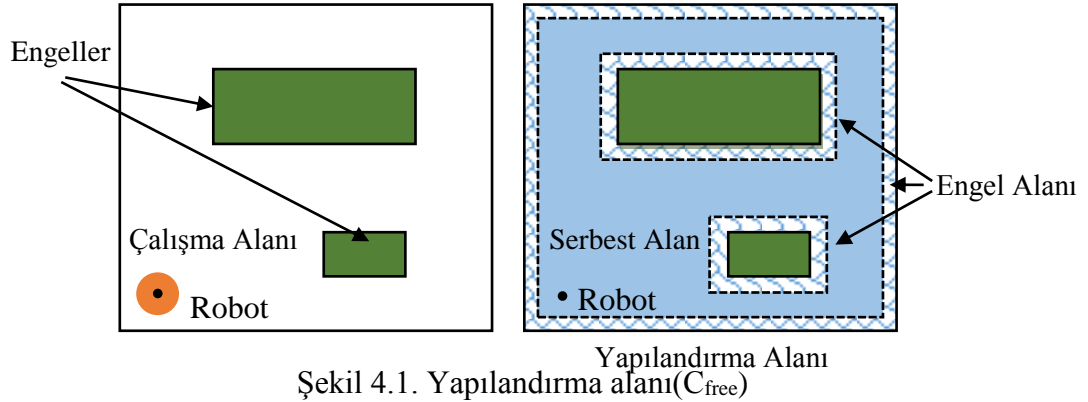 Engeller
Çalışma Alanı
Robot
Serbest Alan
Robot
Engel Alanı
Yapılandırma Alanı
Şekil 4.1. Yapılandırma alanı(Cfree)